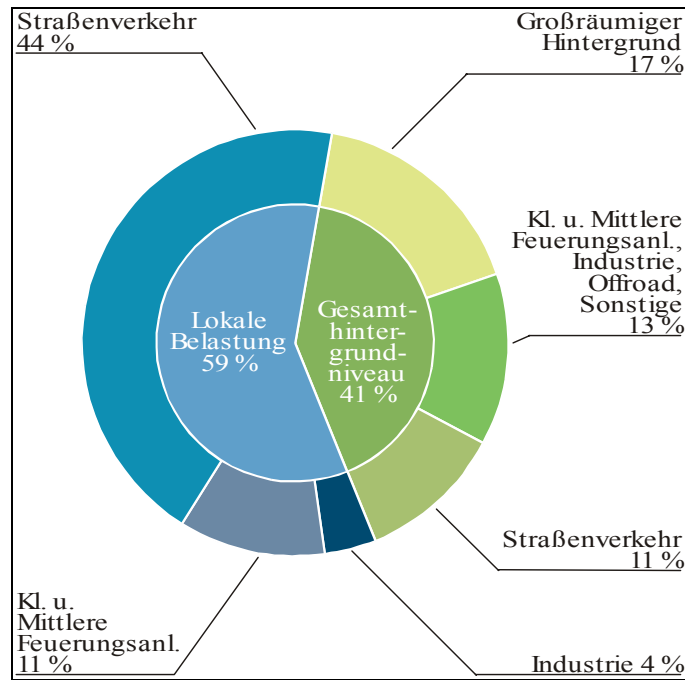 Straßenverkehr
44 %
Großräumiger
Hintergrund
17 %
Kl. u. Mittlere
Feuerungsanl.,
Industrie,
Offroad,
Sonstige
13 %
Lokale
Belastung
59 %
Gesamt-
hinter-
grund-
niveau
41 %
Straßenverkehr
11 %
Kl. u.
Mittlere
Feuerungsanl.
11 %
Industrie 4 %